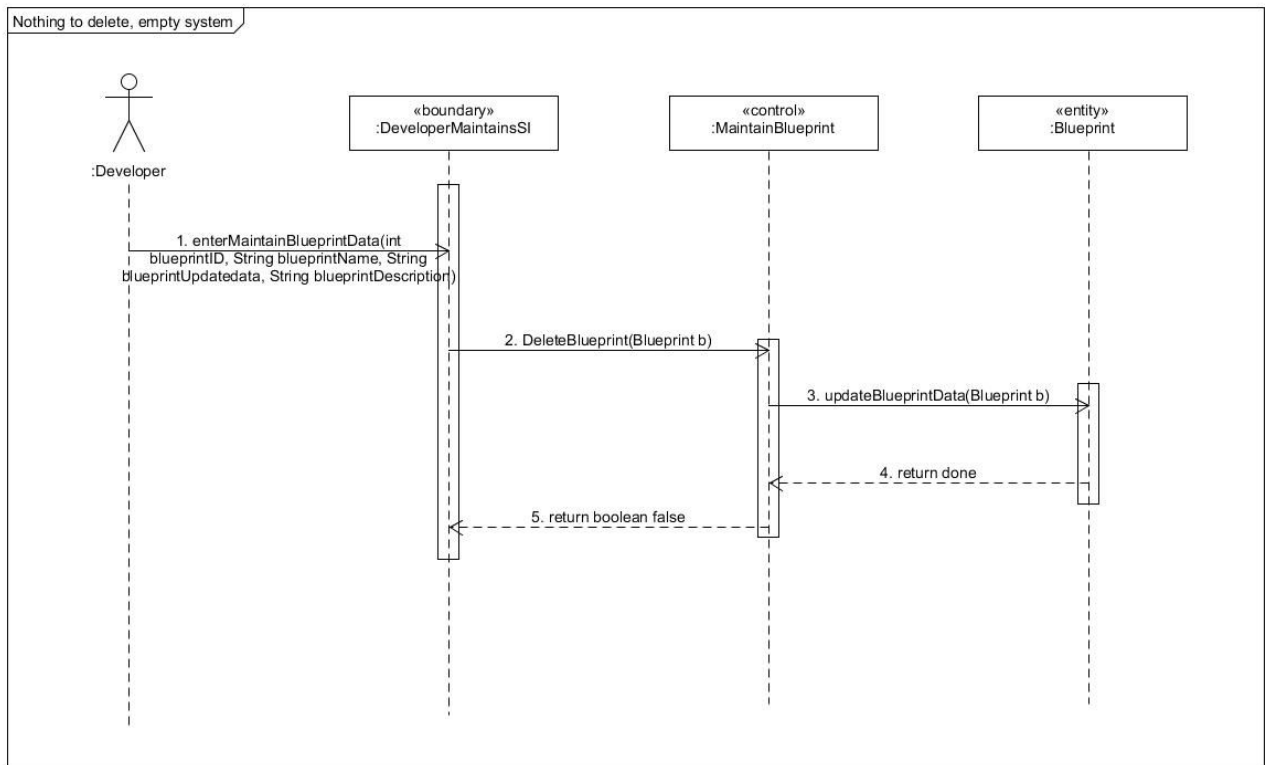 Nothing to delete, empty system
«boundary»
:DeveloperMaintainsSI
«control»
:MaintainBlueprint
«entity»
:Blueprint
:Developer
1. enterMaintainBlueprintData(int
blueprintID, String blueprintName, String
blueprintUpdatedata, String blueprintDescription)
2. DeleteBlueprint(Blueprint b)
3. updateBlueprintData(Blueprint b)
4. return done
5. return boolean false